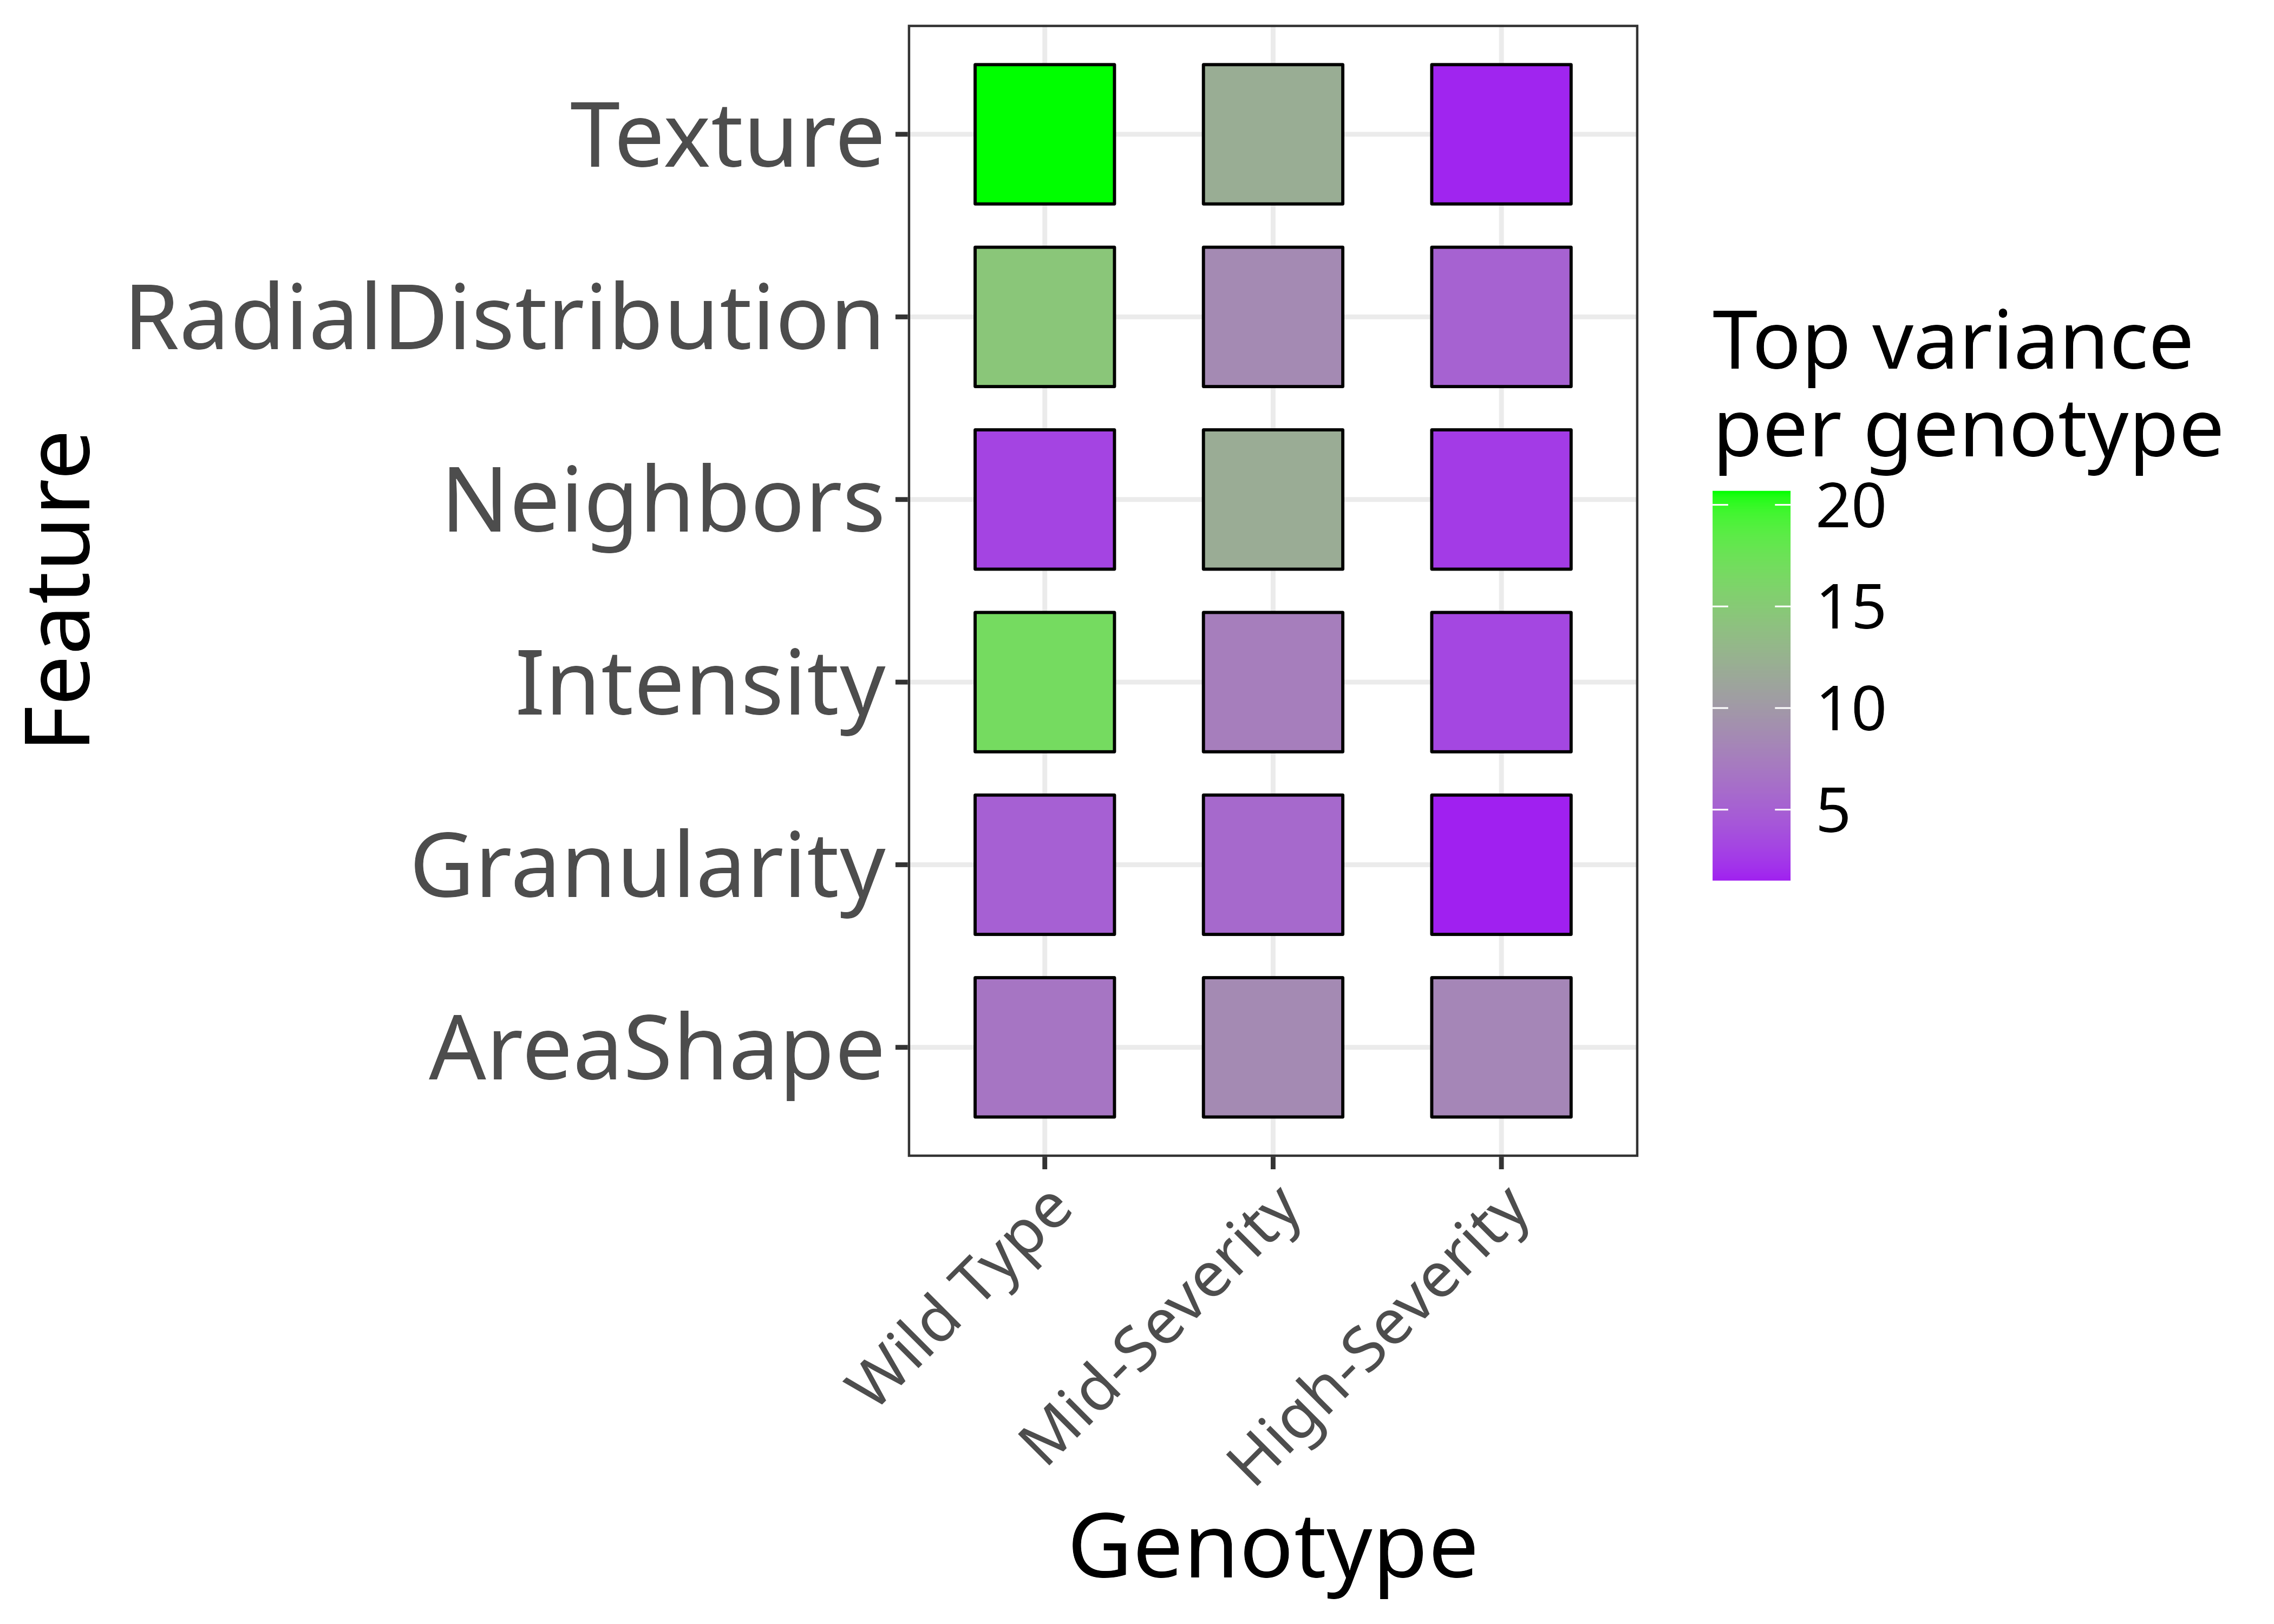 Feature
Texture
RadialDistribution
Neighbors
Intensity
Granularity
AreaShape
Wild Type
Mid-Severity
High-Severity
Genotype
Top variance
per genotype
20
15
10
5